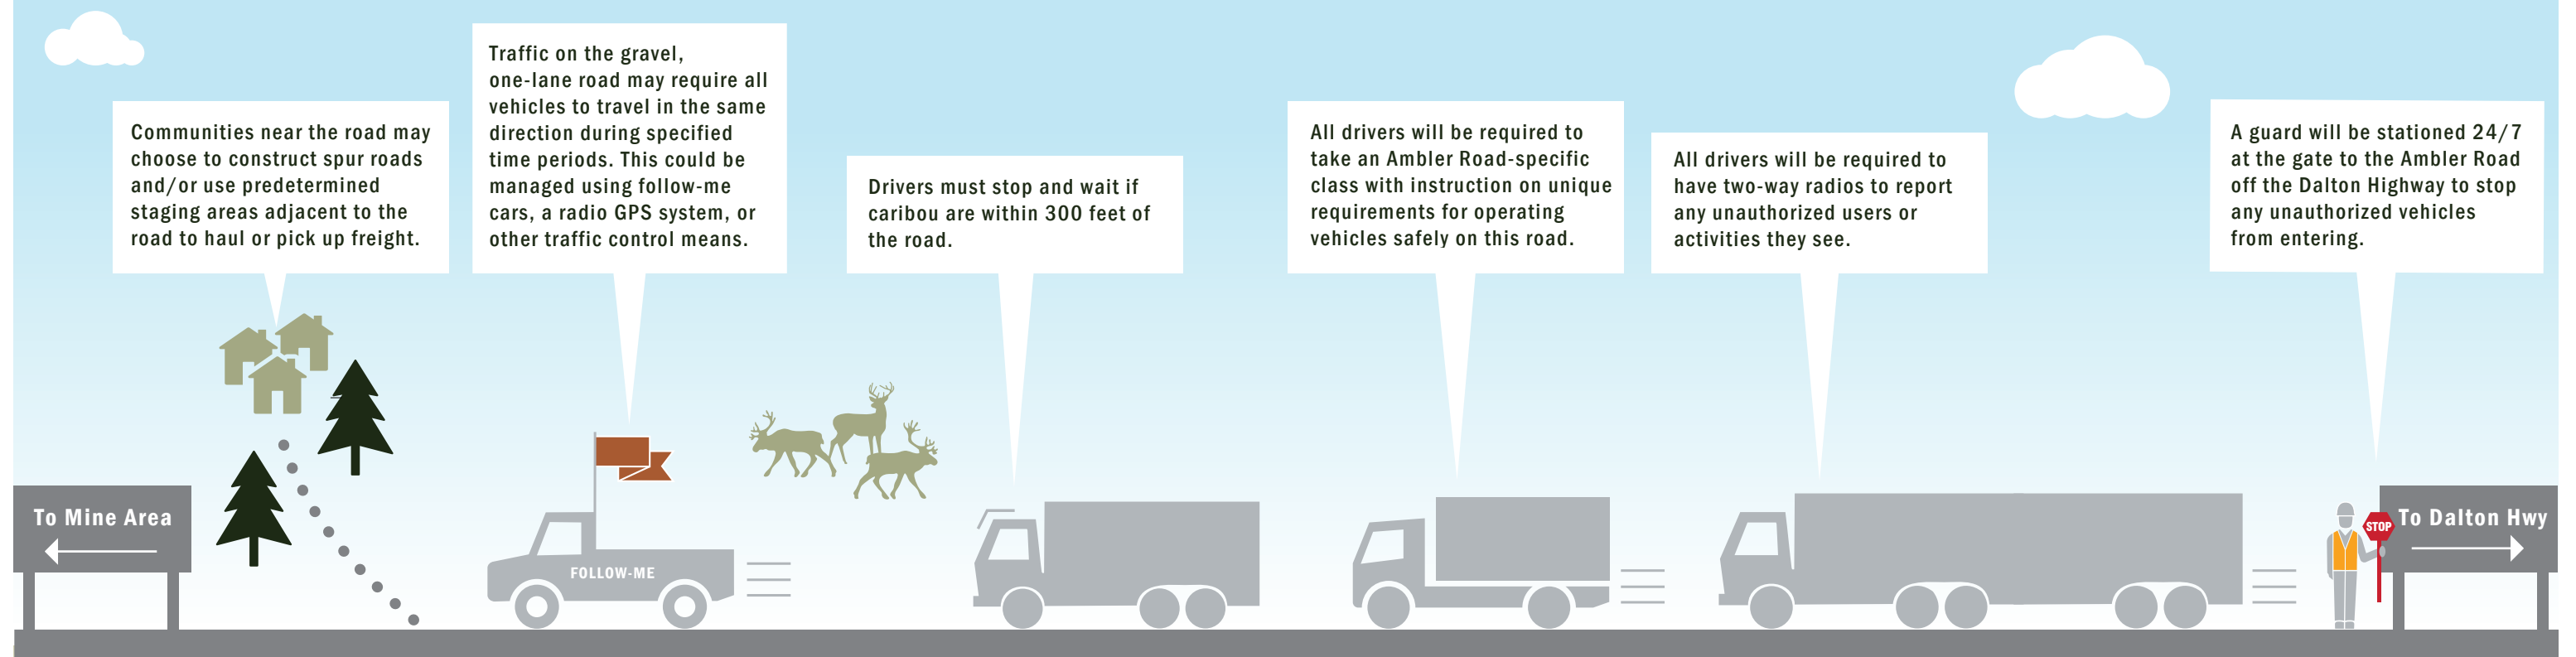 Communities near the road may
choose to construct spur roads
and/or use predetermined
staging areas adjacent to the
road to haul or pick up freight.
Traffic on the gravel,
one-lane road may require all
vehicles to travel in the same
direction during specified
time periods. This could be
managed using follow-me
cars, a radio GPS system, or
other traffic control means.
Drivers must stop and wait if
caribou are within 300 feet of
the road.
All drivers will be required to
take an Ambler Road-specific
class with instruction on unique
requirements for operating
vehicles safely on this road.
All drivers will be required to
have two-way radios to report
any unauthorized users or
activities they see.
A guard will be stationed 24/7
at the gate to the Ambler Road
off the Dalton Highway to stop
any unauthorized vehicles
from entering.
To Mine Area
FOLLOW-ME
STOP
To Dalton Hwy